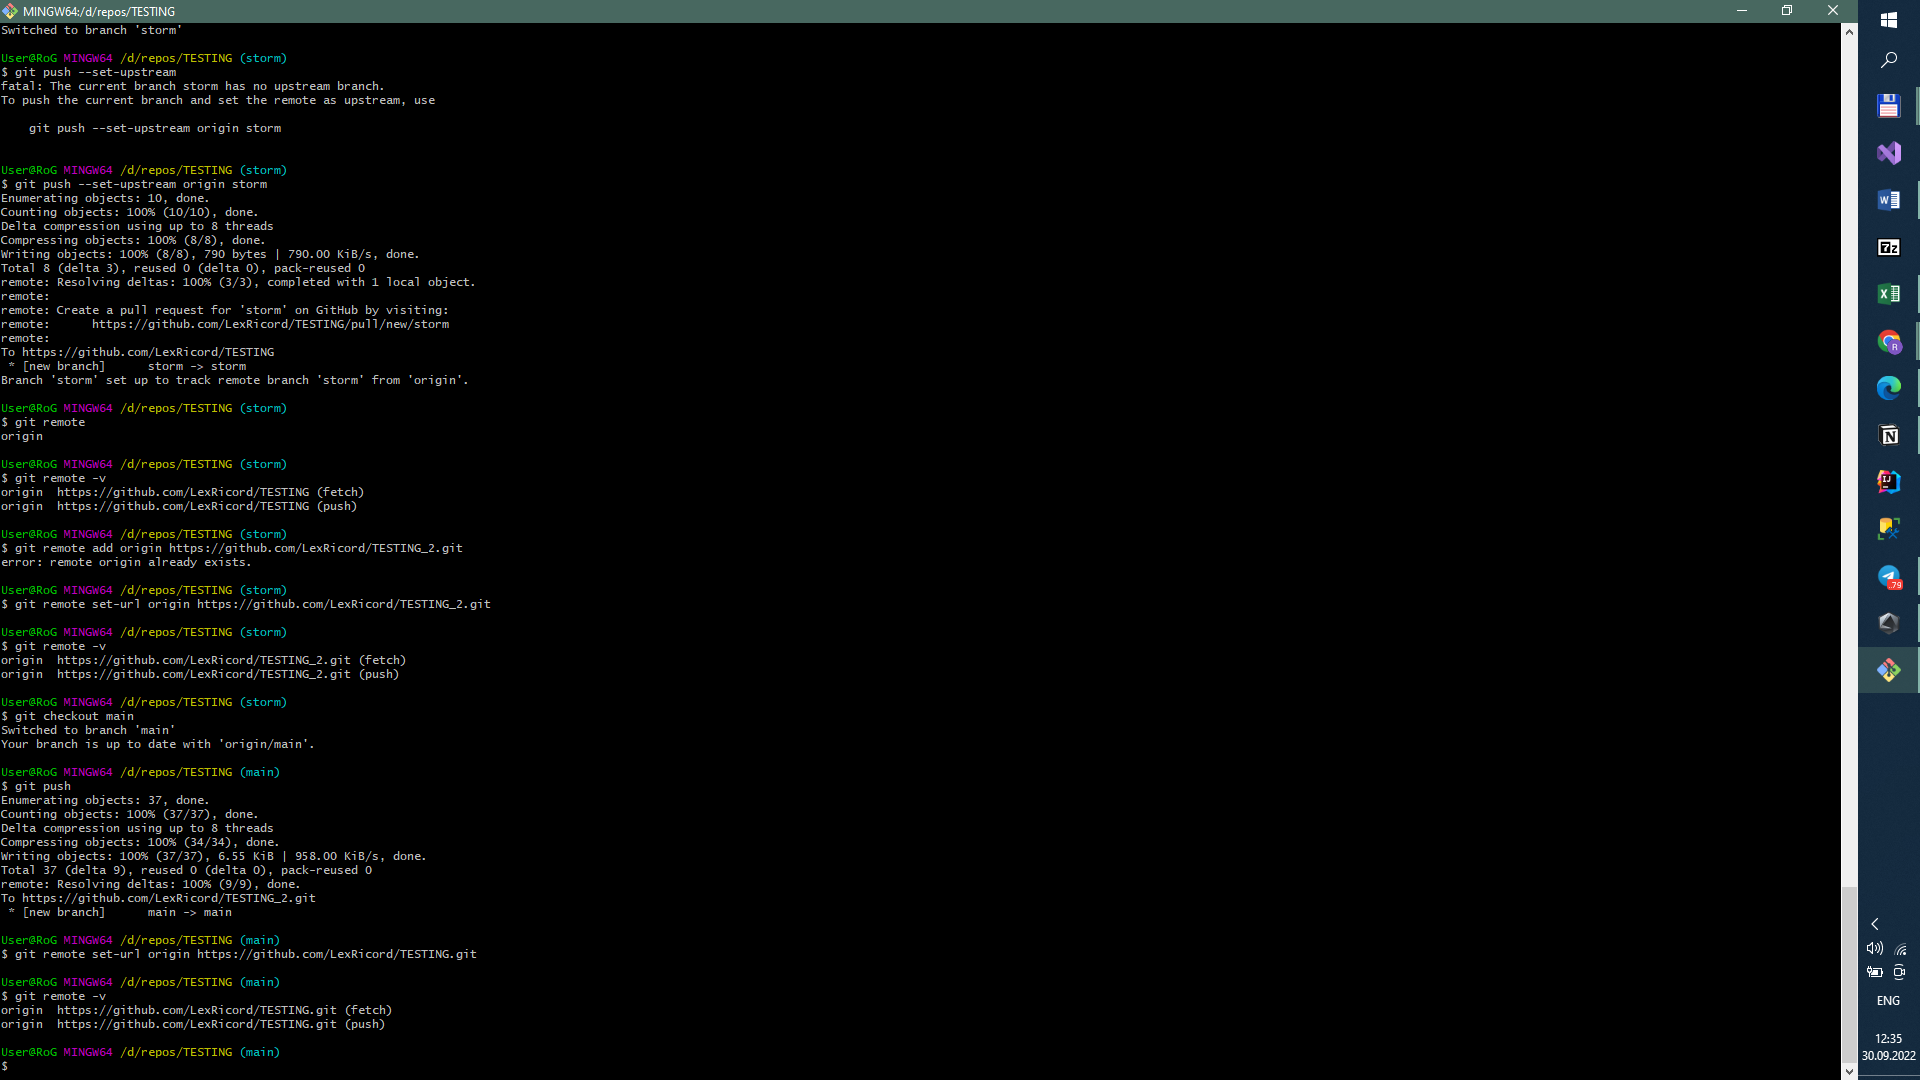 MINGW64:/d/repos/TESTING
Switched to branch 'storm'
User@RoG MINGW64 /d/repos/TESTING (storm)
$ git push --set-upstream
fatal: The current branch storm has no upstream branch.
To push the current branch and set the remote as upstream, use
git push --set-upstream origin storm
User@RoG MINGW64 /d/repos/TESTING (storm)
$ git push --set-upstream origin storm
Enumerating objects: 10, done.
Counting objects: 100% (10/10), done.
Delta compression using up to 8 threads
Compressing objects: 100% (8/8), done.
Writing objects: 100% (8/8), 790 bytes | 790.00 KiB/s, done.
Total 8 (delta 3), reused 0 (delta 0), pack-reused 0
remote: Resolving deltas: 100% (3/3), completed with 1 local object.
remote:
remote: Create a pull request for 'storm' on GitHub by visiting:
remote:      https://github.com/LexRicord/TESTING/pull/new/storm
remote:
To https://github.com/LexRicord/TESTING
 * [new branch]      storm -> storm
Branch 'storm' set up to track remote branch 'storm' from 'origin'.
User@RoG MINGW64 /d/repos/TESTING (storm)
$ git remote
origin
User@RoG MINGW64 /d/repos/TESTING (storm)
$ git remote -v
origin  https://github.com/LexRicord/TESTING (fetch)
origin  https://github.com/LexRicord/TESTING (push)
User@RoG MINGW64 /d/repos/TESTING (storm)
$ git remote add origin https://github.com/LexRicord/TESTING_2.git
error: remote origin already exists.
User@RoG MINGW64 /d/repos/TESTING (storm)
$ git remote set-url origin https://github.com/LexRicord/TESTING_2.git
User@RoG MINGW64 /d/repos/TESTING (storm)
$ git remote -v
origin  https://github.com/LexRicord/TESTING_2.git (fetch)
origin  https://github.com/LexRicord/TESTING_2.git (push)
User@RoG MINGW64 /d/repos/TESTING (storm)
$ git checkout main
Switched to branch 'main'
Your branch is up to date with 'origin/main'.
User@RoG MINGW64 /d/repos/TESTING (main)
$ git push
Enumerating objects: 37, done.
Counting objects: 100% (37/37), done.
Delta compression using up to 8 threads
Compressing objects: 100% (34/34), done.
Writing objects: 100% (37/37), 6.55 KiB | 958.00 KiB/s, done.
Total 37 (delta 9), reused 0 (delta 0), pack-reused 0
remote: Resolving deltas: 100% (9/9), done.
To https://github.com/LexRicord/TESTING_2.git
 * [new branch]      main -> main
User@RoG MINGW64 /d/repos/TESTING (main)
$ git remote set-url origin https://github.com/LexRicord/TESTING.git
User@RoG MINGW64 /d/repos/TESTING (main)
$ git remote -v
origin  https://github.com/LexRicord/TESTING.git (fetch)
origin  https://github.com/LexRicord/TESTING.git (push)
User@RoG MINGW64 /d/repos/TESTING (main)
$
W
7z
X
R
N
IJ
79
ENG
12:35
30.09.2022